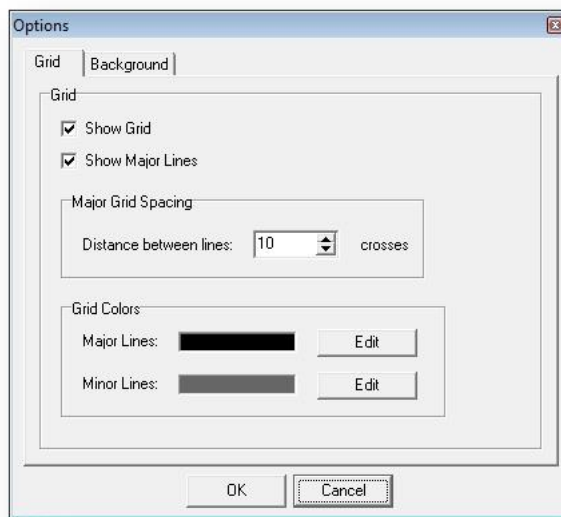 Options
Grid Background
Grid
Show Grid
Show Major Lines
Major Grid Spacing
Distance between lines: 10 crosses
Grid Colors
Major Lines: Edit
Minor Lines: Edit
OK Cancel